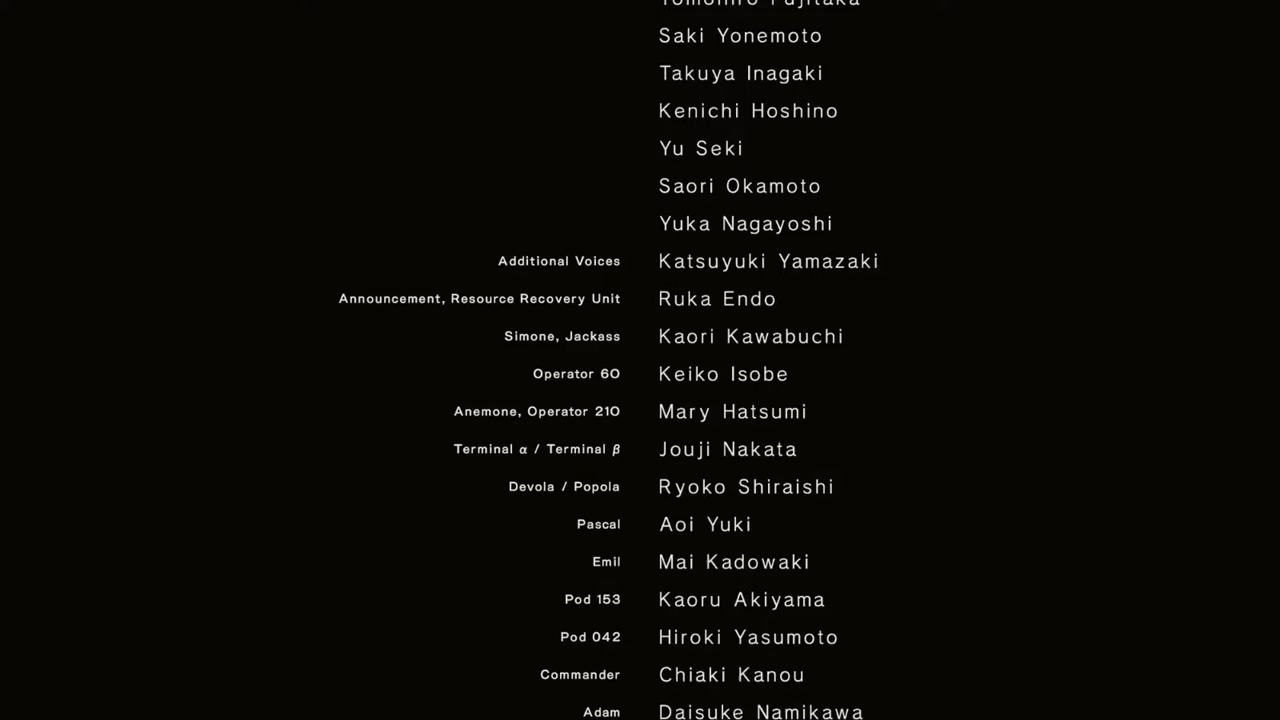 Tomohiro Fujitaka
Saki Yonemoto
Takuya Inagaki
Kenichi Hoshino
Yu Seki
Saori Okamoto
Yuka Nagayoshi
Additional Voices Katsuyuki Yamazaki
Announcement, Resource Recovery Unit Ruka Endo
Simone, Jackass Kaori Kawabuchi
Operator 6O Keiko Isobe
Anemone, Operator 21O Mary Hatsumi
Terminal α / Terminal β Jouji Nakata
Devola / Popola Ryoko Shiraishi
Pascal Aoi Yuki
Emil Mai Kadowaki
Pod 153 Kaoru Akiyama
Pod 042 Hiroki Yasumoto
Commander Chiaki Kanou
Adam Daisuke Namikawa